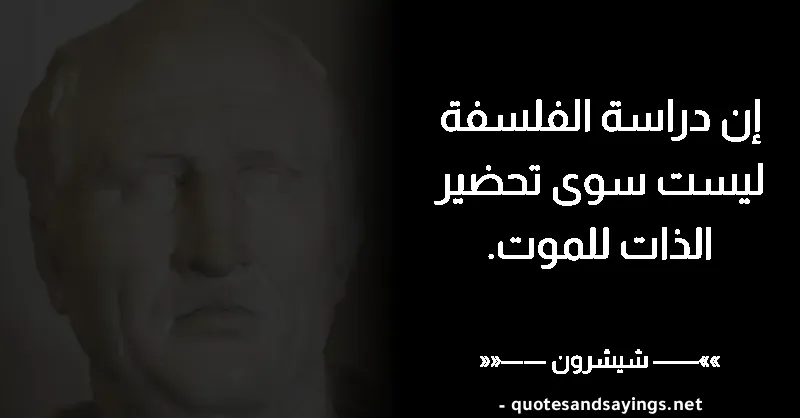 إن دراسة الفلسفة
ليست سوى تحضير
الذات للموت.
»»—— شيشرون ——««
- quotesandsayings.net